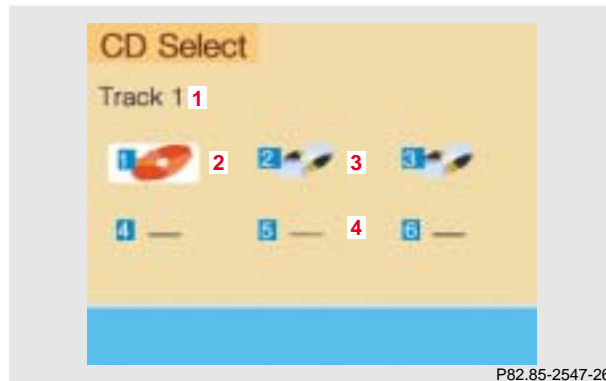 CD Select
Track 1 1
1 2 2 3 3
4 — 5 — 4 6 —
P82.85-2547-26